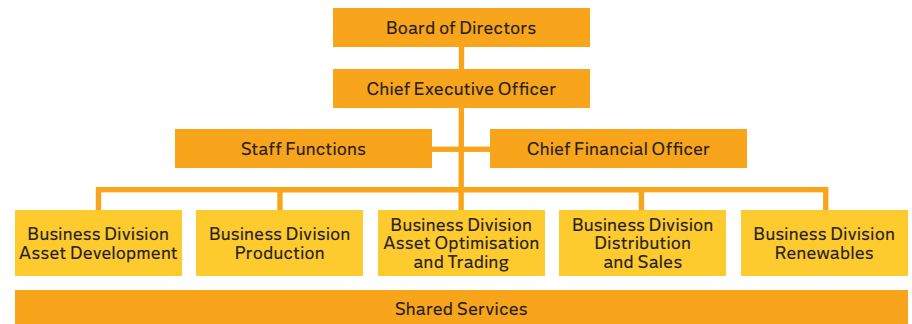 Board of Directors
Chief Executive Officer
Staff Functions
Chief Financial Officer
Business Division
Asset Development
Business Division
Production
Business Division
Asset Optimisation
and Trading
Business Division
Distribution
and Sales
Business Division
Renewables
Shared Services